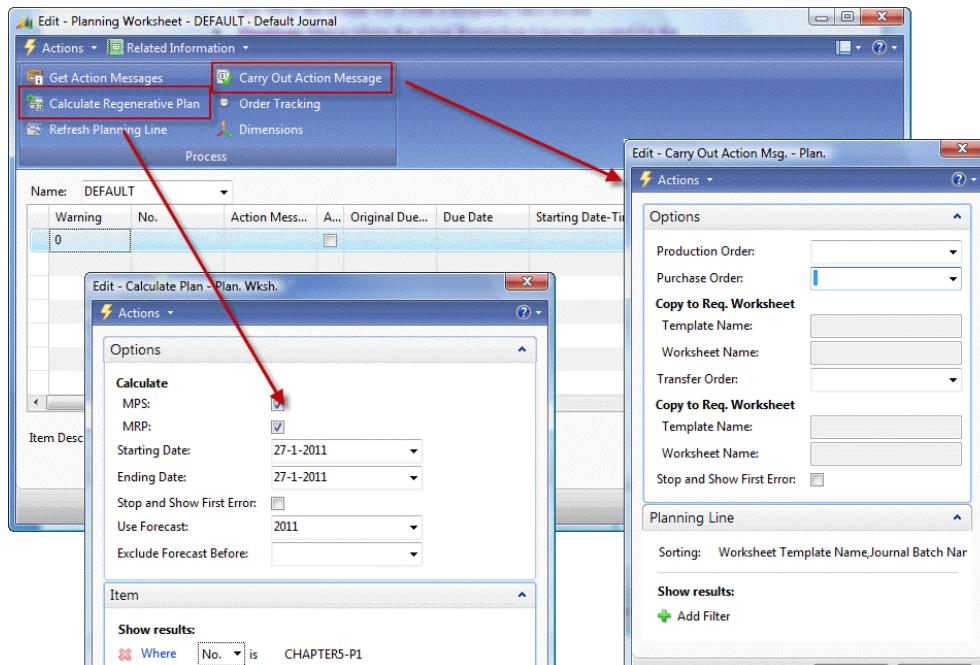 Edit - Planning Worksheet - DEFAULT · Default Journal
Actions
Related Information
Get Action Messages
Carry Out Action Message
Calculate Regenerative Plan
Order Tracking
Refresh Planning Line
Dimensions
Process
Name: DEFAULT
Warning No. Action Mess... A... Original Due... Due Date Starting Date-Tim
0
Item Desc
Edit - Calculate Plan - Plan. Wksh.
Actions
Options
Calculate
MPS:
MRP:
Starting Date: 27-1-2011
Ending Date: 27-1-2011
Stop and Show First Error:
Use Forecast: 2011
Exclude Forecast Before:
Item
Show results:
Where No. is CHAPTER5-P1
Edit - Carry Out Action Msg. - Plan.
Actions
Options
Production Order:
Purchase Order:
Copy to Req. Worksheet
Template Name:
Worksheet Name:
Transfer Order:
Copy to Req. Worksheet
Template Name:
Worksheet Name:
Stop and Show First Error:
Planning Line
Sorting: Worksheet Template Name,Journal Batch Nar
Show results:
Add Filter